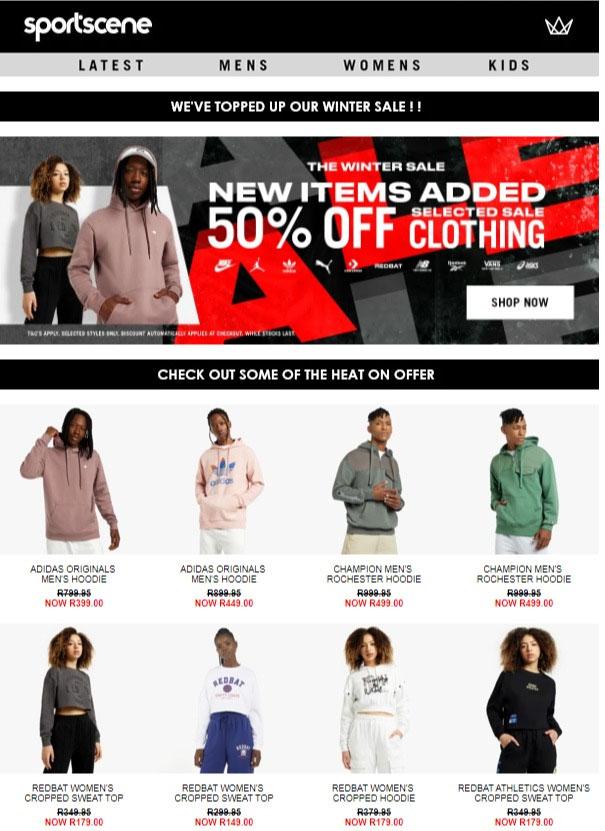 sportscene
LATEST MENS WOMENS KIDS
WE'VE TOPPED UP OUR WINTER SALE ! !
THE WINTER SALE
NEW ITEMS ADDED
50% OFF SELECTED SALE CLOTHING
REDBAT Reebok VANS asics
SHOP NOW
T&C'S APPLY. SELECTED STYLES ONLY. DISCOUNT AUTOMATICALLY APPLIES AT CHECKOUT. WHILE STOCKS LAST.
CHECK OUT SOME OF THE HEAT ON OFFER
adidas
ADIDAS ORIGINALS
MEN'S HOODIE
R799.95
NOW R399.00
ADIDAS ORIGINALS
MEN'S HOODIE
R899.95
NOW R449.00
CHAMPION MEN'S
ROCHESTER HOODIE
R999.95
NOW R499.00
CHAMPION MEN'S
ROCHESTER HOODIE
R999.95
NOW R499.00
REDBAT
REDBAT WOMEN'S
CROPPED SWEAT TOP
R349.95
NOW R179.00
REDBAT WOMEN'S
CROPPED SWEAT TOP
R299.95
NOW R149.00
REDBAT WOMEN'S
CROPPED HOODIE
R379.95
NOW R179.00
REDBAT ATHLETICS WOMEN'S
CROPPED SWEAT TOP
R349.95
NOW R179.00